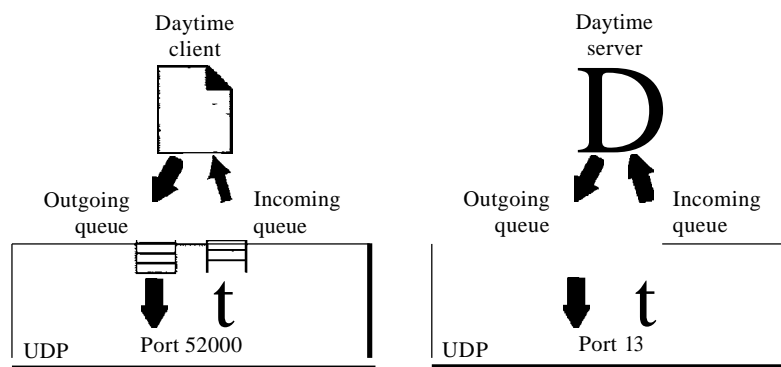 Daytime
client
Daytime
server
D
Outgoing
queue
Incoming
queue
Outgoing
queue
Incoming
queue
t
t
UDP
Port 52000
UDP
Port 13